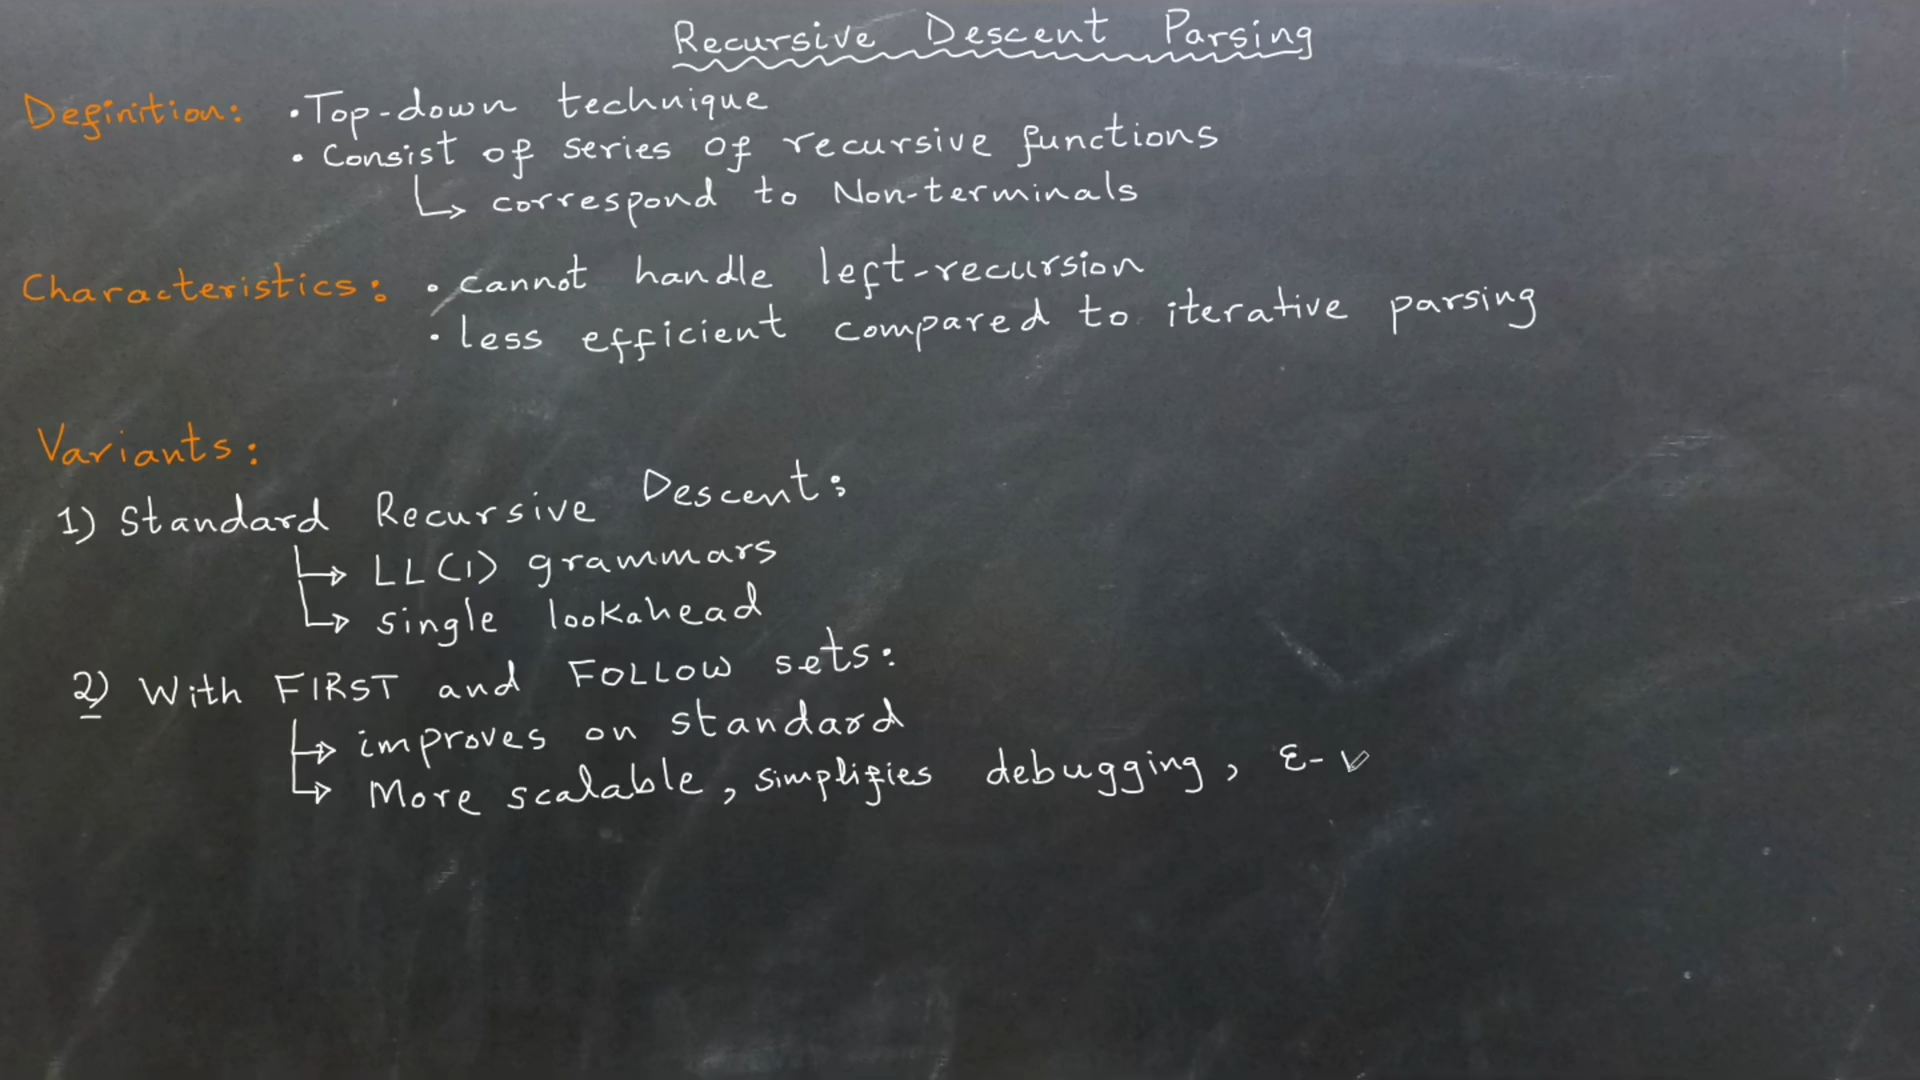 Recursive Descent Parsing
Definition: • Top-down technique
• Consist of series of recursive functions
↳ correspond to Non-terminals
Characteristics: • cannot handle left-recursion
• less efficient compared to iterative parsing
Variants:
1) Standard Recursive Descent:
↳ LL(1) grammars
↳ single lookahead
2) With FIRST and FOLLOW sets:
↳ improves on standard
↳ More scalable, simplifies debugging, ε-